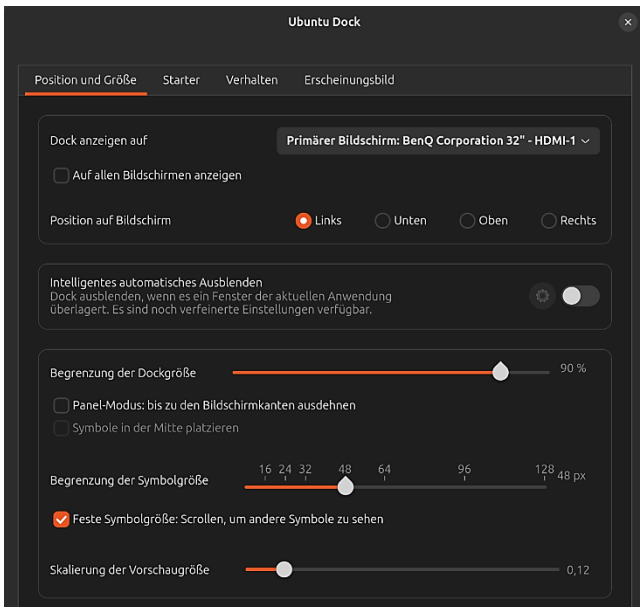 Ubuntu Dock
Position und Größe Starter Verhalten Erscheinungsbild
Dock anzeigen auf Primärer Bildschirm: BenQ Corporation 32" - HDMI-1
Auf allen Bildschirmen anzeigen
Position auf Bildschirm Links Unten Oben Rechts
Intelligentes automatisches Ausblenden
Dock ausblenden, wenn es ein Fenster der aktuellen Anwendung
überlagert. Es sind noch verfeinerte Einstellungen verfügbar.
Begrenzung der Dockgröße 90 %
Panel-Modus: bis zu den Bildschirmkanten ausdehnen
Symbole in der Mitte platzieren
16 24 32 48 64 96 128
Begrenzung der Symbolgröße 48 px
Feste Symbolgröße: Scrollen, um andere Symbole zu sehen
Skalierung der Vorschaugröße 0,12